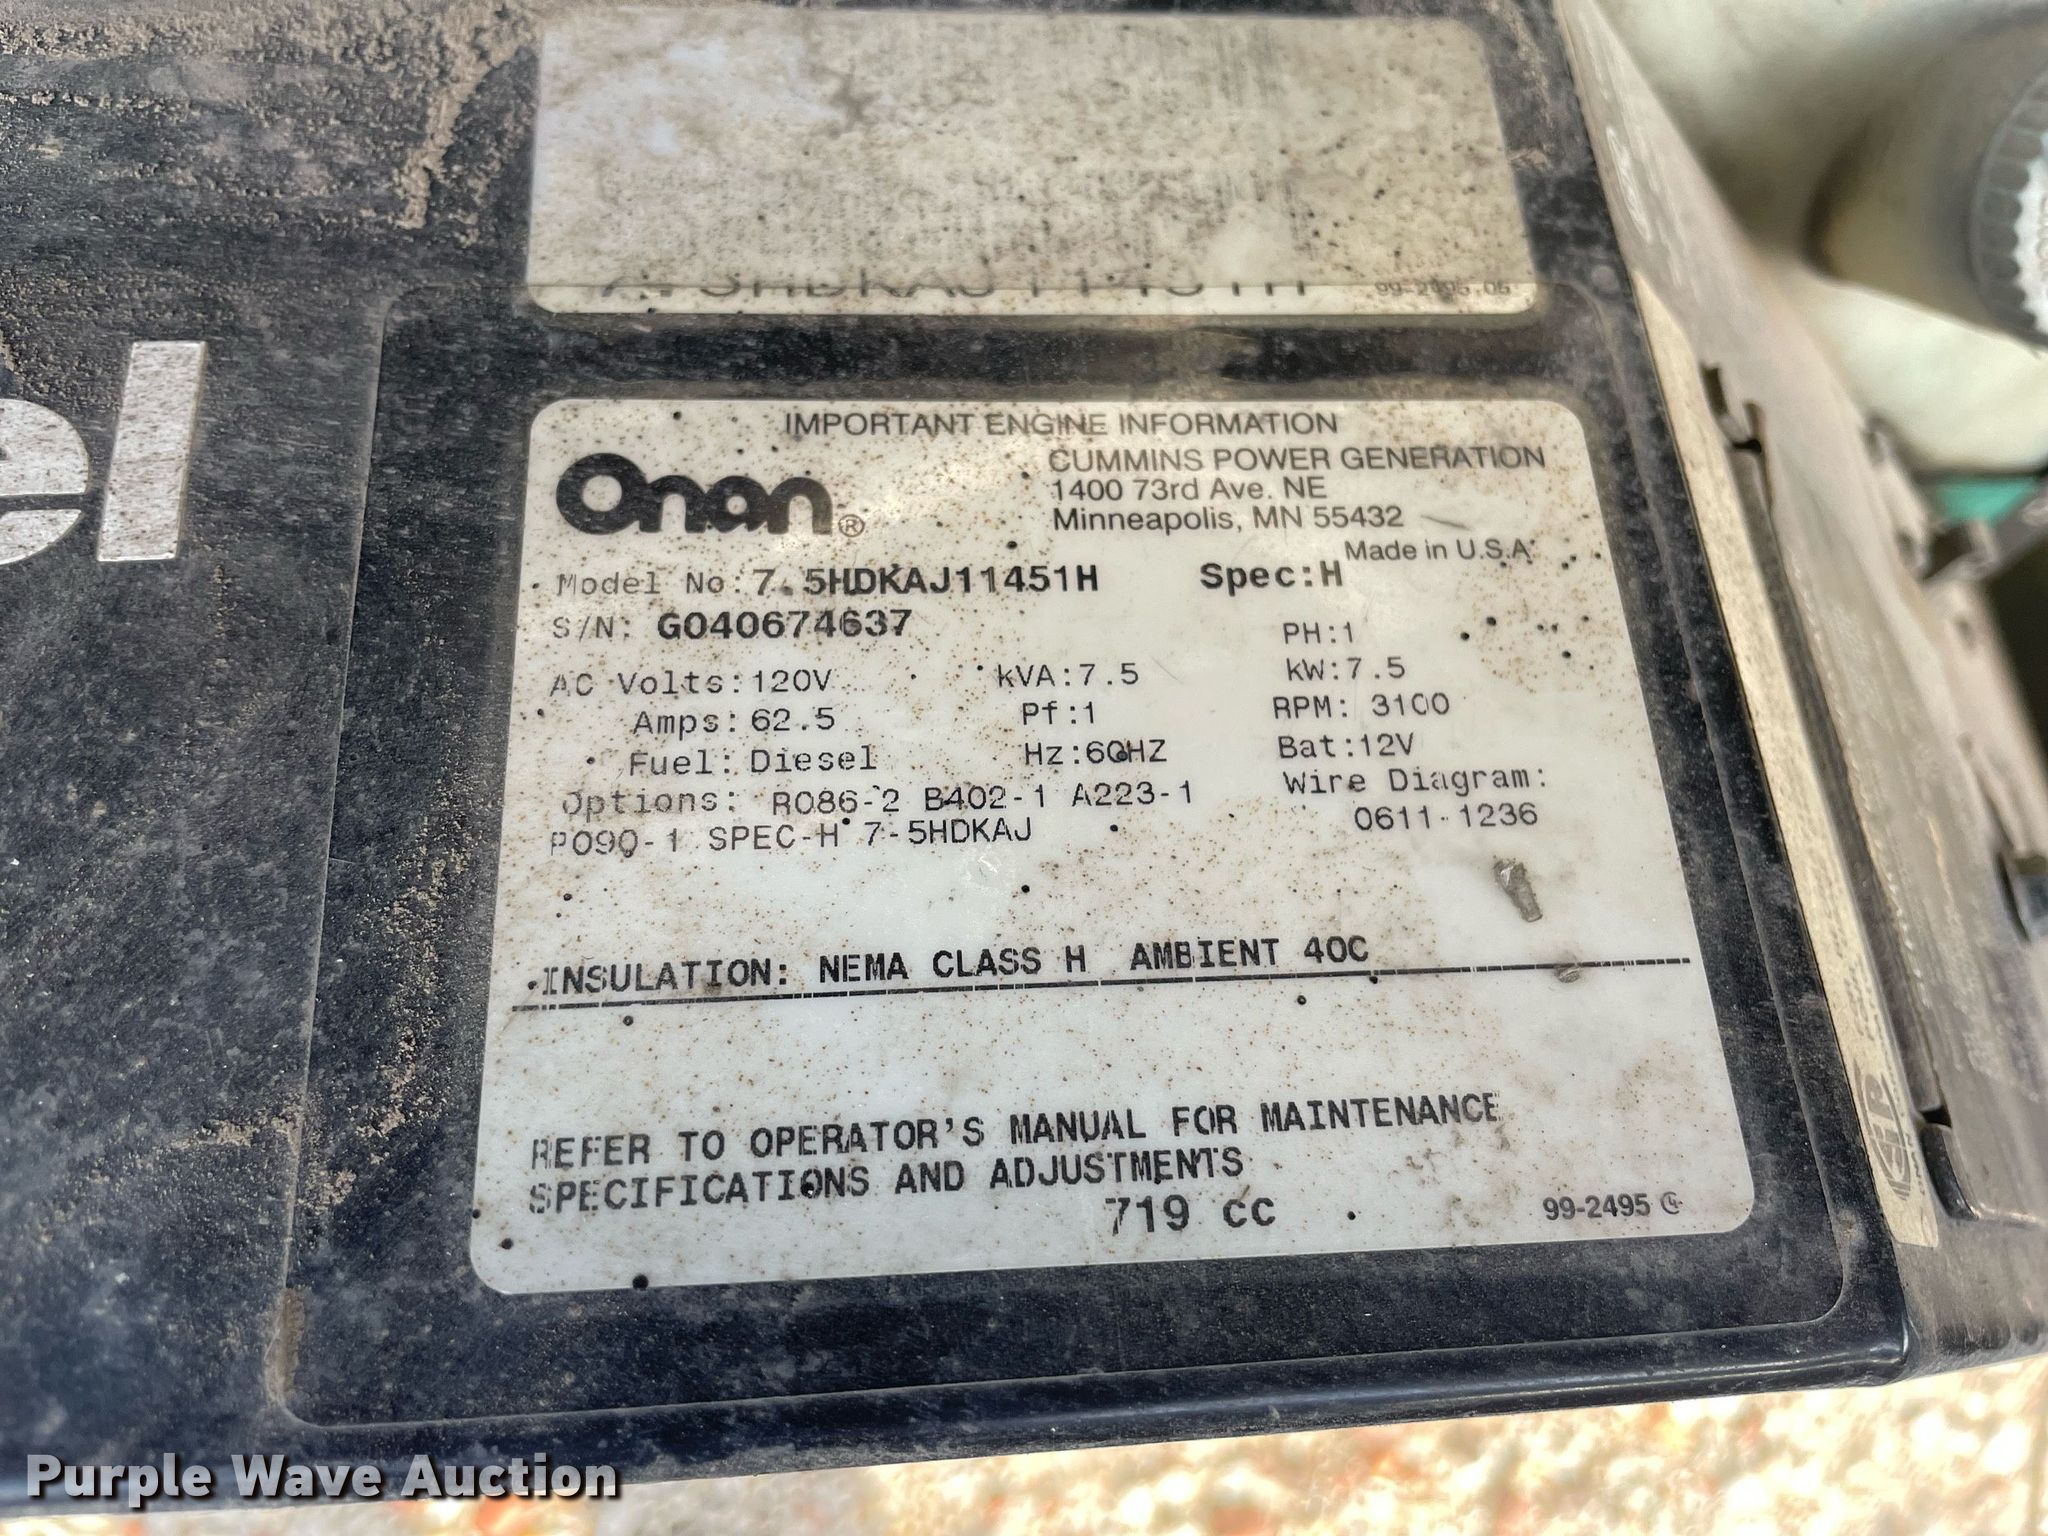 el
99-2495.05
IMPORTANT ENGINE INFORMATION
Onan®
CUMMINS POWER GENERATION
1400 73rd Ave. NE
Minneapolis, MN 55432
Made in U.S.A.
Model No:7.5HDKAJ11451H Spec:H
S/N: G040674637
PH:1
AC Volts:120V kVA:7.5 kW:7.5
Amps:62.5 Pf:1 RPM: 3100
Fuel:Diesel Hz:60HZ Bat:12V
Options: R086-2 B402-1 A223-1 Wire Diagram:
P090-1 SPEC-H 7-5HDKAJ 0611-1236
INSULATION: NEMA CLASS H AMBIENT 40C
REFER TO OPERATOR'S MANUAL FOR MAINTENANCE
SPECIFICATIONS AND ADJUSTMENTS
719 cc
99-2495
Purple Wave Auction